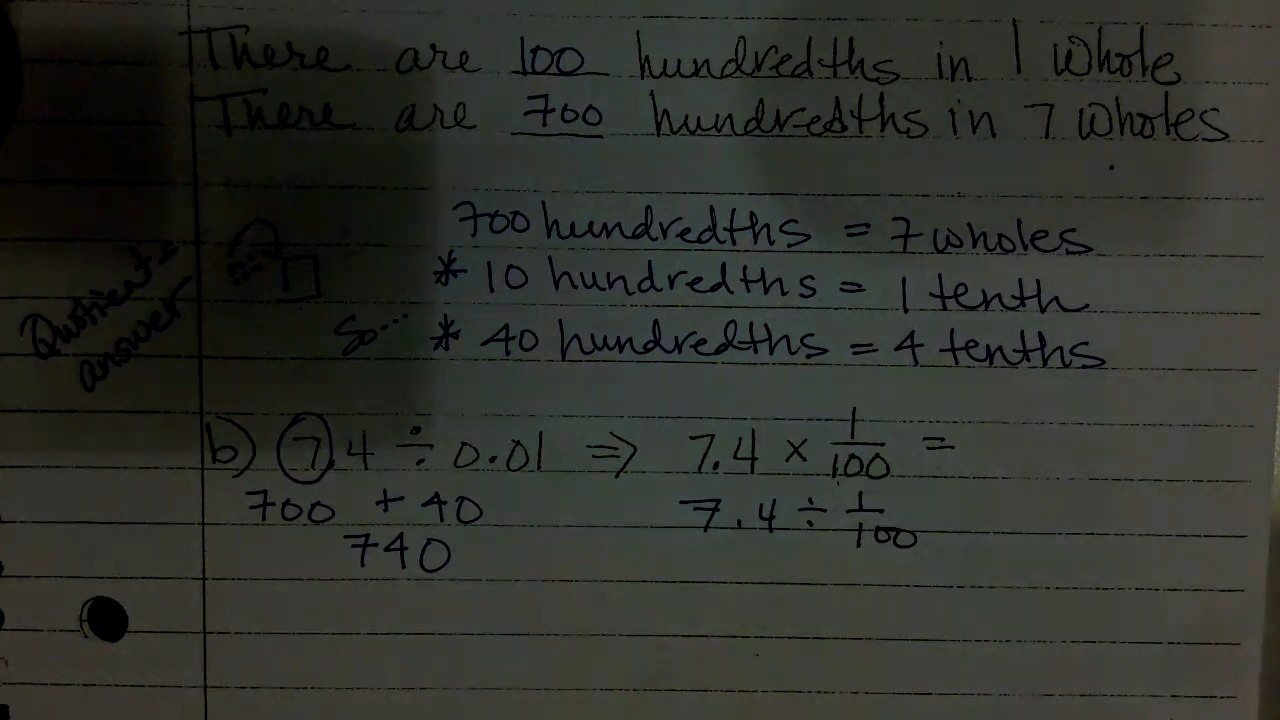 There are 100 hundredths in 1 Whole
There are 700 hundredths in 7 wholes
700 hundredths = 7 wholes
* 10 hundredths = 1 tenth
So... * 40 hundredths = 4 tenths
Quotient =
answer
b) 7.4 ÷ 0.01 ⇒ 7.4 × 1/100 =
700 + 40 7.4 ÷ 1/100
740